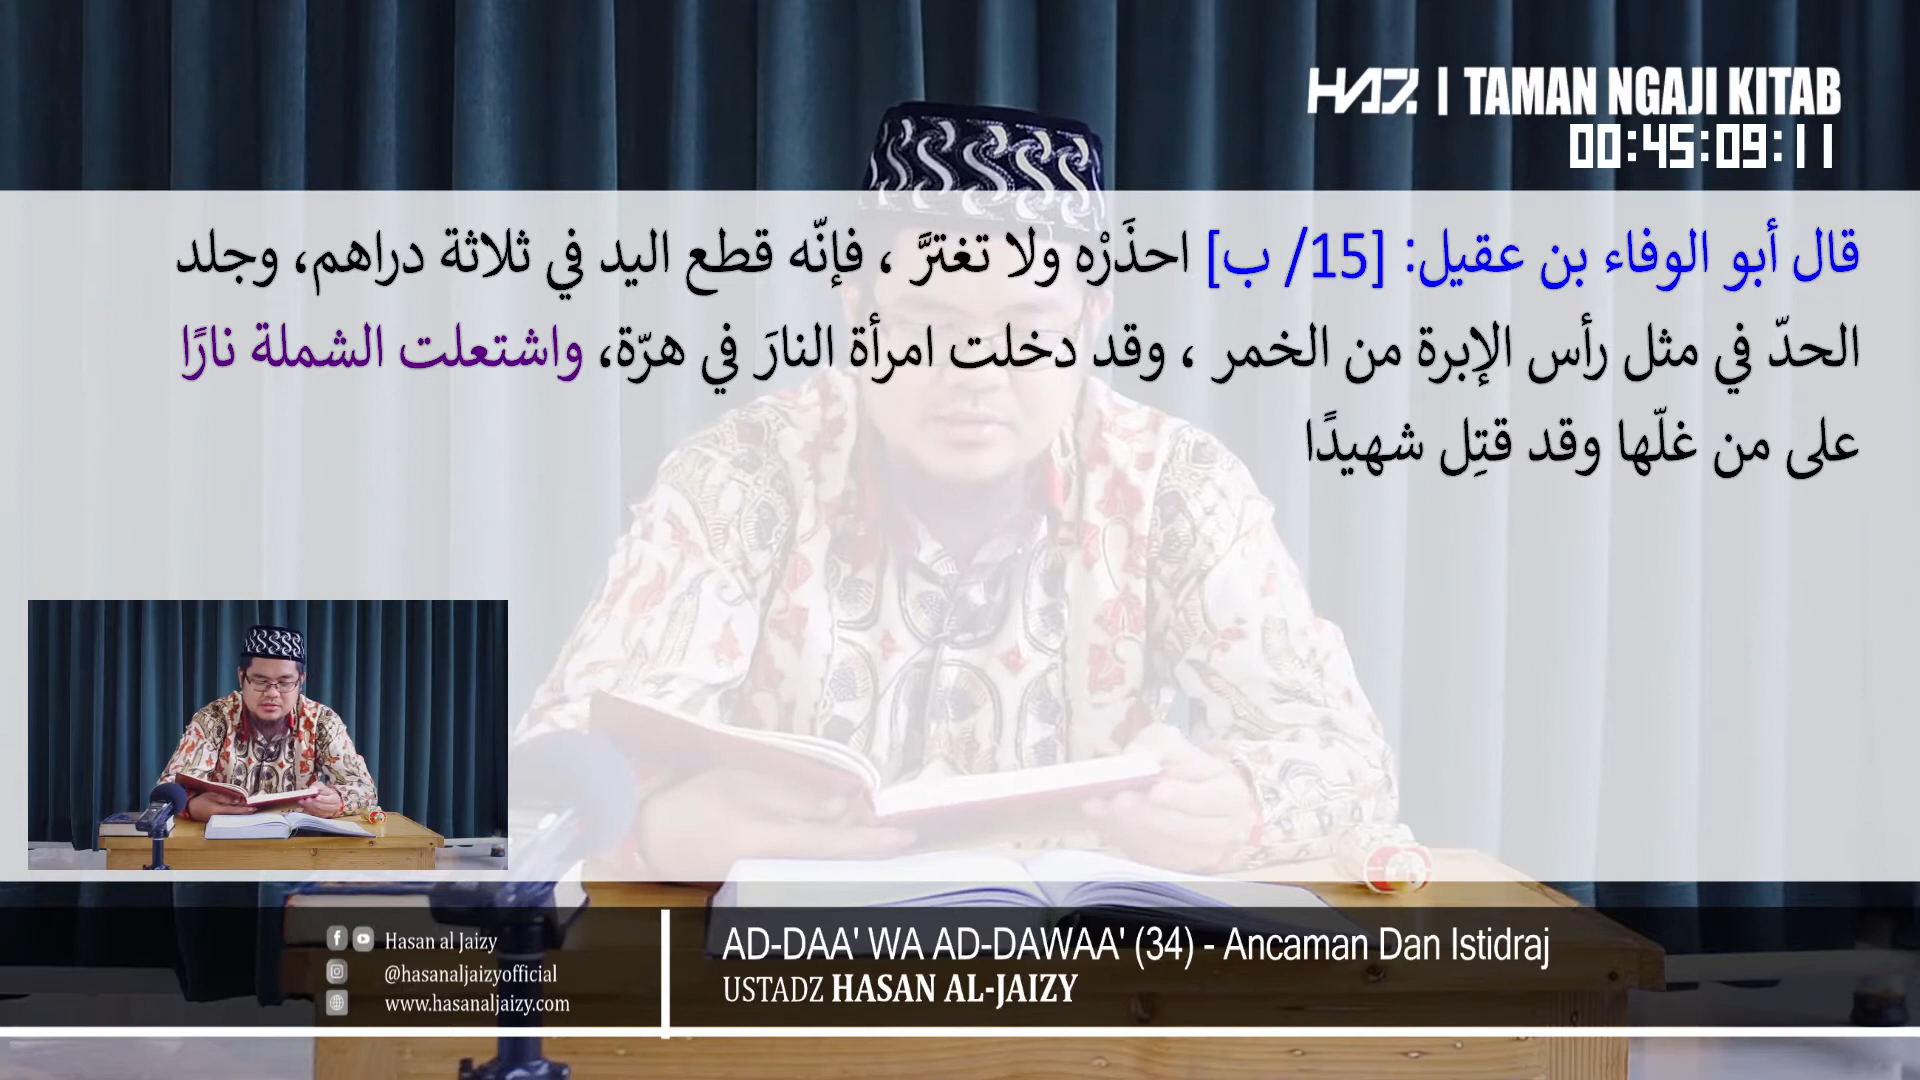 HAZI | TAMAN NGAJI KITAB
00:45:09:11
قال أبو الوفاء بن عقيل: [15/ ب] احذَرْه ولا تغترَّ ، فإنّه قطع اليد في ثلاثة دراهم، وجلد
الحدّ في مثل رأس الإبرة من الخمر ، وقد دخلت امرأة النارَ في هرّة، واشتعلت الشملة نارًا
على من غلّها وقد قتِل شهيدًا
Hasan al Jaizy
@hasanaljaizyofficial
www.hasanaljaizy.com
AD-DAA' WA AD-DAWAA' (34) - Ancaman Dan Istidraj
USTADZ HASAN AL-JAIZY